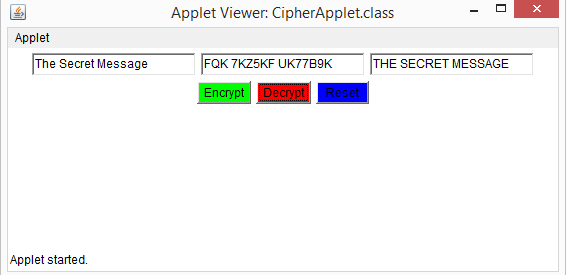 Applet Viewer: CipherApplet.class
Applet
The Secret Message FQK 7KZ5KF UK77B9K THE SECRET MESSAGE
Encrypt Decrypt Reset
Applet started.